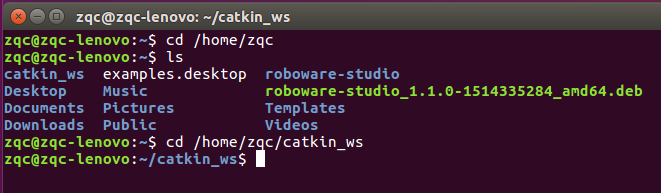 zqc@zqc-lenovo: ~/catkin_ws
zqc@zqc-lenovo:~$ cd /home/zqc
zqc@zqc-lenovo:~$ ls
catkin_ws  examples.desktop  roboware-studio
Desktop    Music             roboware-studio_1.1.0-1514335284_amd64.deb
Documents  Pictures          Templates
Downloads  Public            Videos
zqc@zqc-lenovo:~$ cd /home/zqc/catkin_ws
zqc@zqc-lenovo:~/catkin_ws$